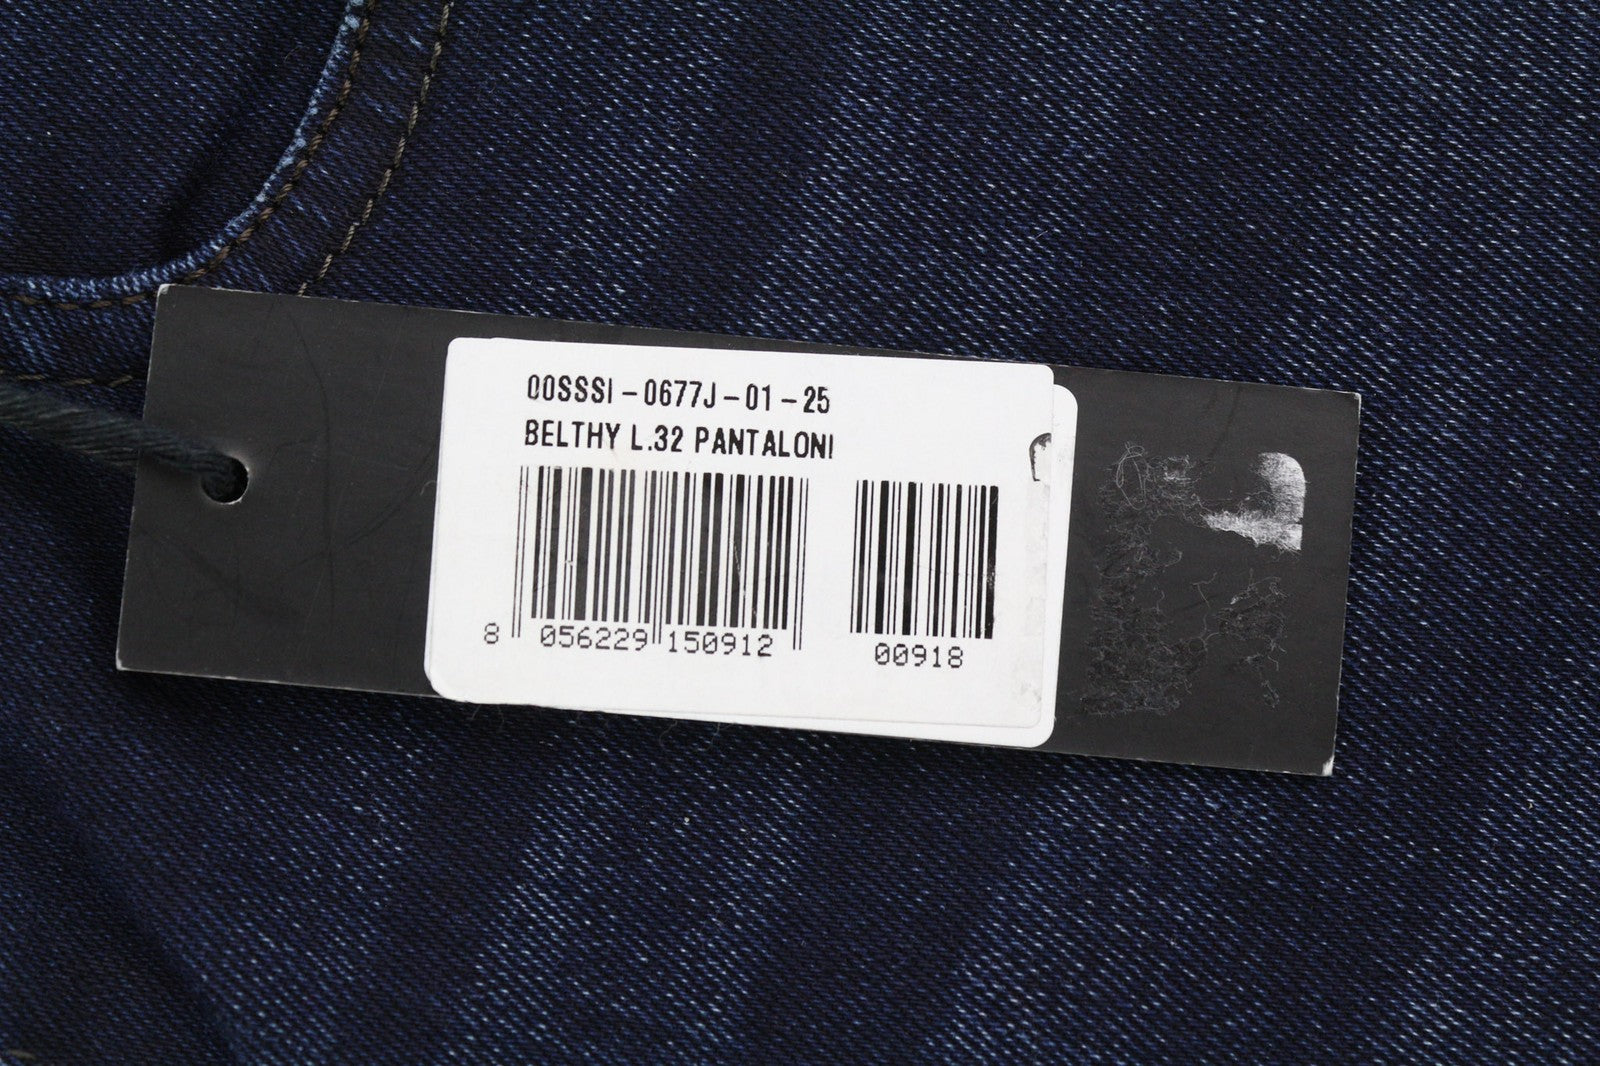 00SSSI-0677J-01-25
BELTHY L.32 PANTALONI
8 056229 150912
00918